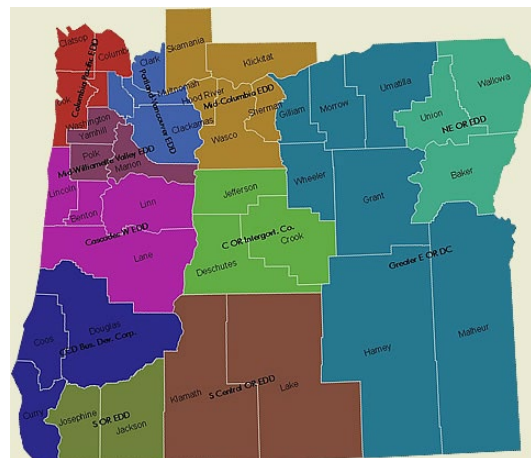 Clatsop
Columb
Columbia Pacific EDD
ook
Washington
Yamhill
Clark
Skamania
Klickitat
Portland Vancouver EDD
Multnomah
Hood River
Mid Columbia EDD
Sherman
Clackamas
Wasco
Gilliam
Morrow
Umatilla
Wallowa
Union
NE OR EDD
Baker
Polk
Mid Willamette Valley EDD
Marion
Lincoln
Linn
Benton
Cascades W EDD
Lane
Jefferson
C OR Intergovt. Co.
Crook
Deschutes
Wheeler
Grant
Greater E OR DC
Harney
Malheur
Coos
Douglas
CCD Bus. Dev. Corp.
Curry
Josephine
S OR EDD
Jackson
Klamath
S Central OR EDD
Lake